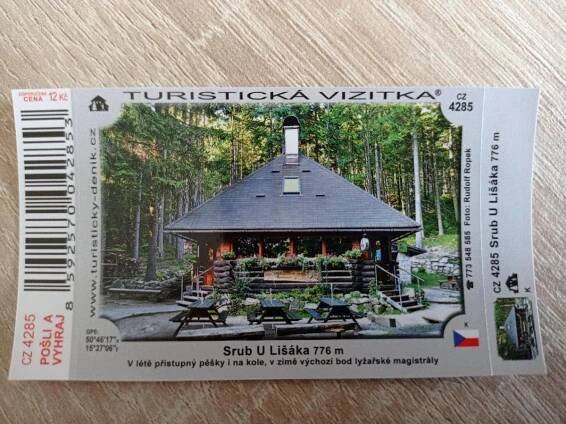 TURISTICKÁ VIZITKA®
CZ
4285
DOPORUČENÁ
CENA 12 Kč
8 592570 042853
CZ 4285
POŠLI A
VYHRAJ
www.turisticky-denik.cz
☎ 773 548 585 Foto: Rudolf Ropek
GPS:
50°46'17"N
15°27'06"E
Srub U Lišáka 776 m
V létě přístupný pěšky i na kole, v zimě výchozí bod lyžařské magistrály
K
CZ 4285 Srub U Lišáka 776 m
K